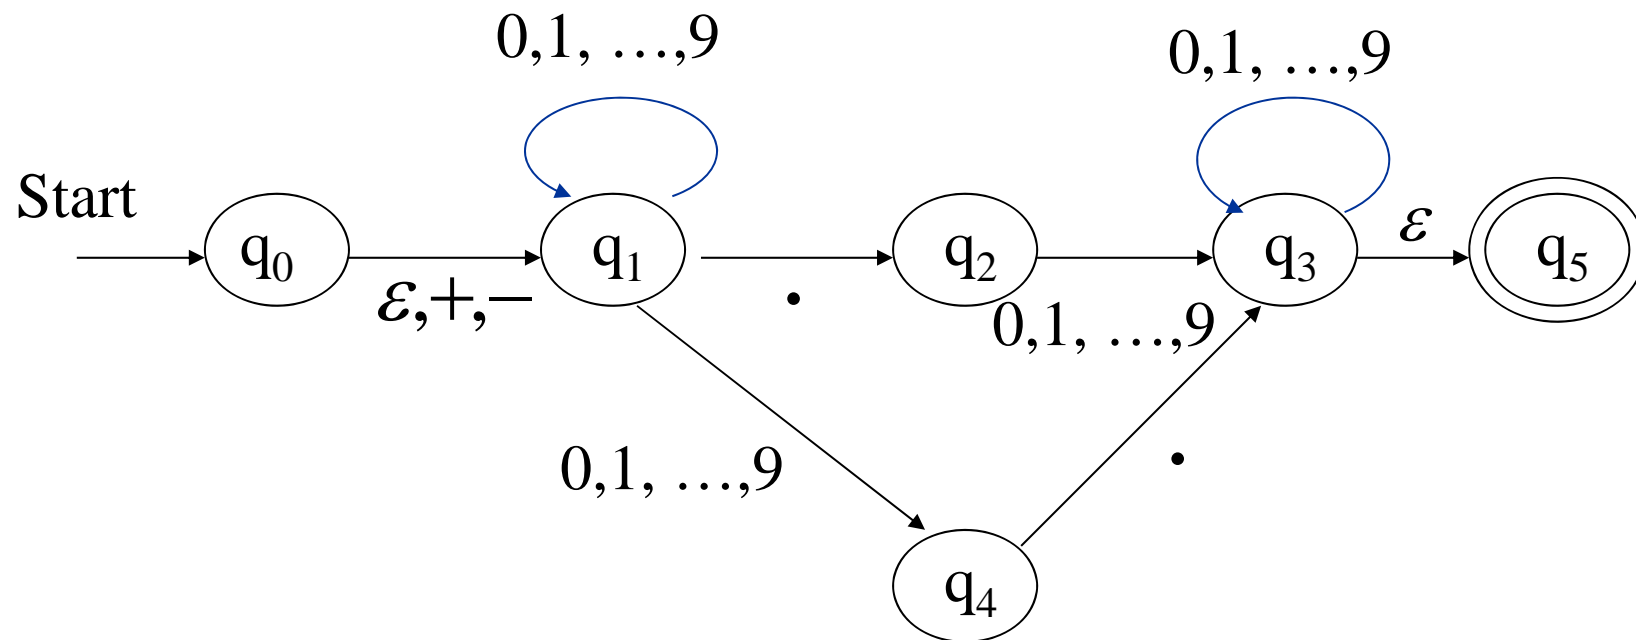 0,1, …,9
0,1, …,9
Start
q₀
ε,+,−
q₁
.
q₂
0,1, …,9
q₃
ε
q₅
0,1, …,9
.
q₄